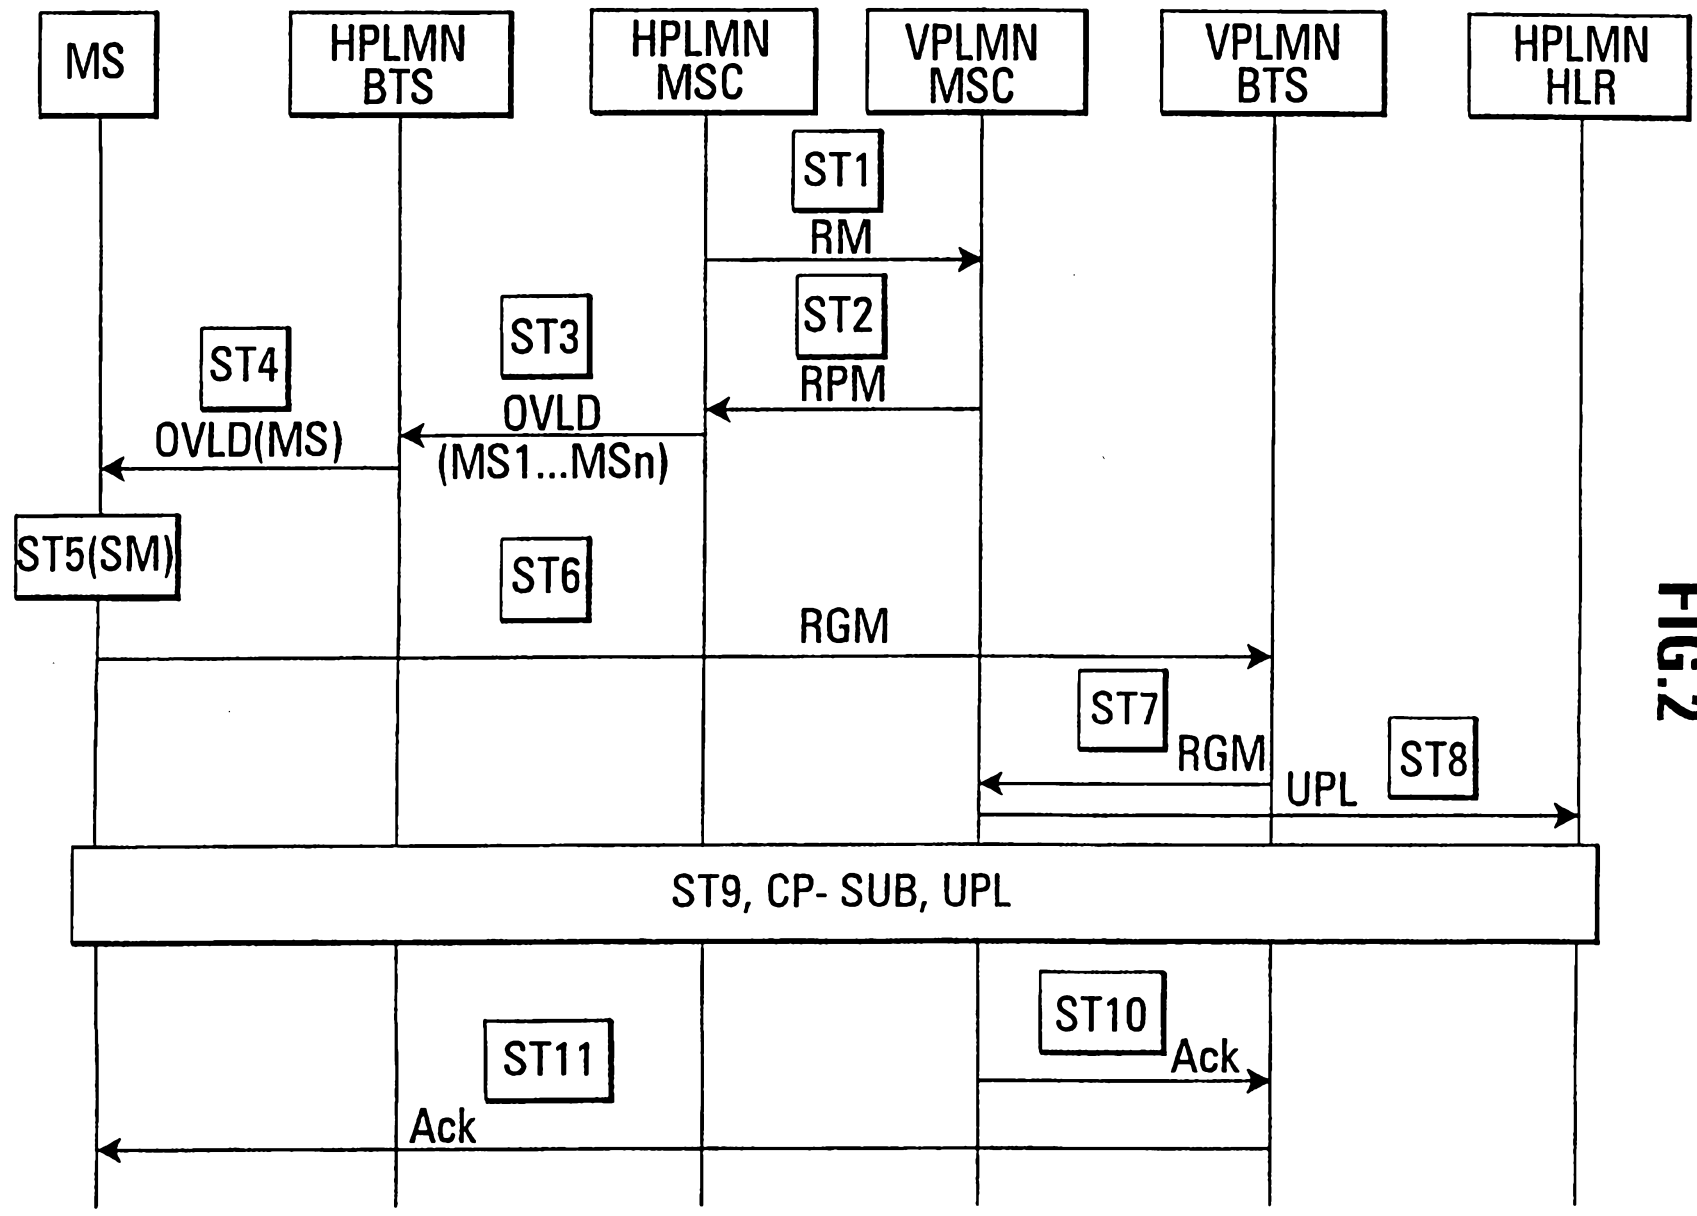 MS
HPLMN
BTS
HPLMN
MSC
VPLMN
MSC
VPLMN
BTS
HPLMN
HLR
ST1
RM
ST2
RPM
ST3
OVLD
(MS1...MSn)
ST4
OVLD(MS)
ST5(SM)
ST6
RGM
ST7
RGM
ST8
UPL
ST9, CP- SUB, UPL
ST10
Ack
ST11
Ack
FIG.2